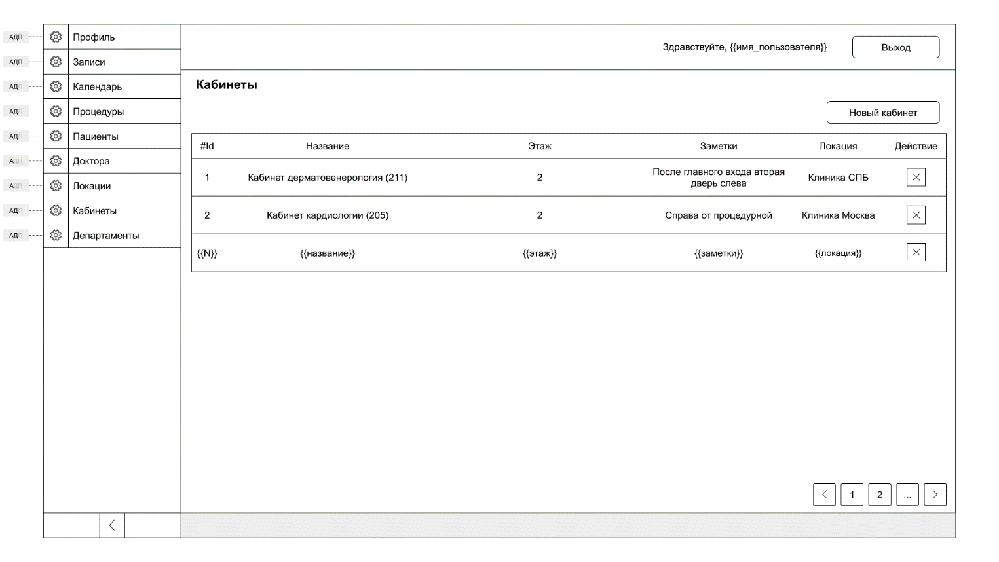 АДП
Профиль
АДП
Записи
АДП
Календарь
АДП
Процедуры
АДП
Пациенты
АДП
Доктора
АДП
Локации
АДП
Кабинеты
АДП
Департаменты
Здравствуйте, {{имя_пользователя}}
Выход
Кабинеты
Новый кабинет
#Id Название Этаж Заметки Локация Действие
1 Кабинет дерматовенерология (211) 2 После главного входа вторая Клиника СПБ
дверь слева
2 Кабинет кардиологии (205) 2 Справа от процедурной Клиника Москва
{{N}} {{название}} {{этаж}} {{заметки}} {{локация}}
1 2 ...